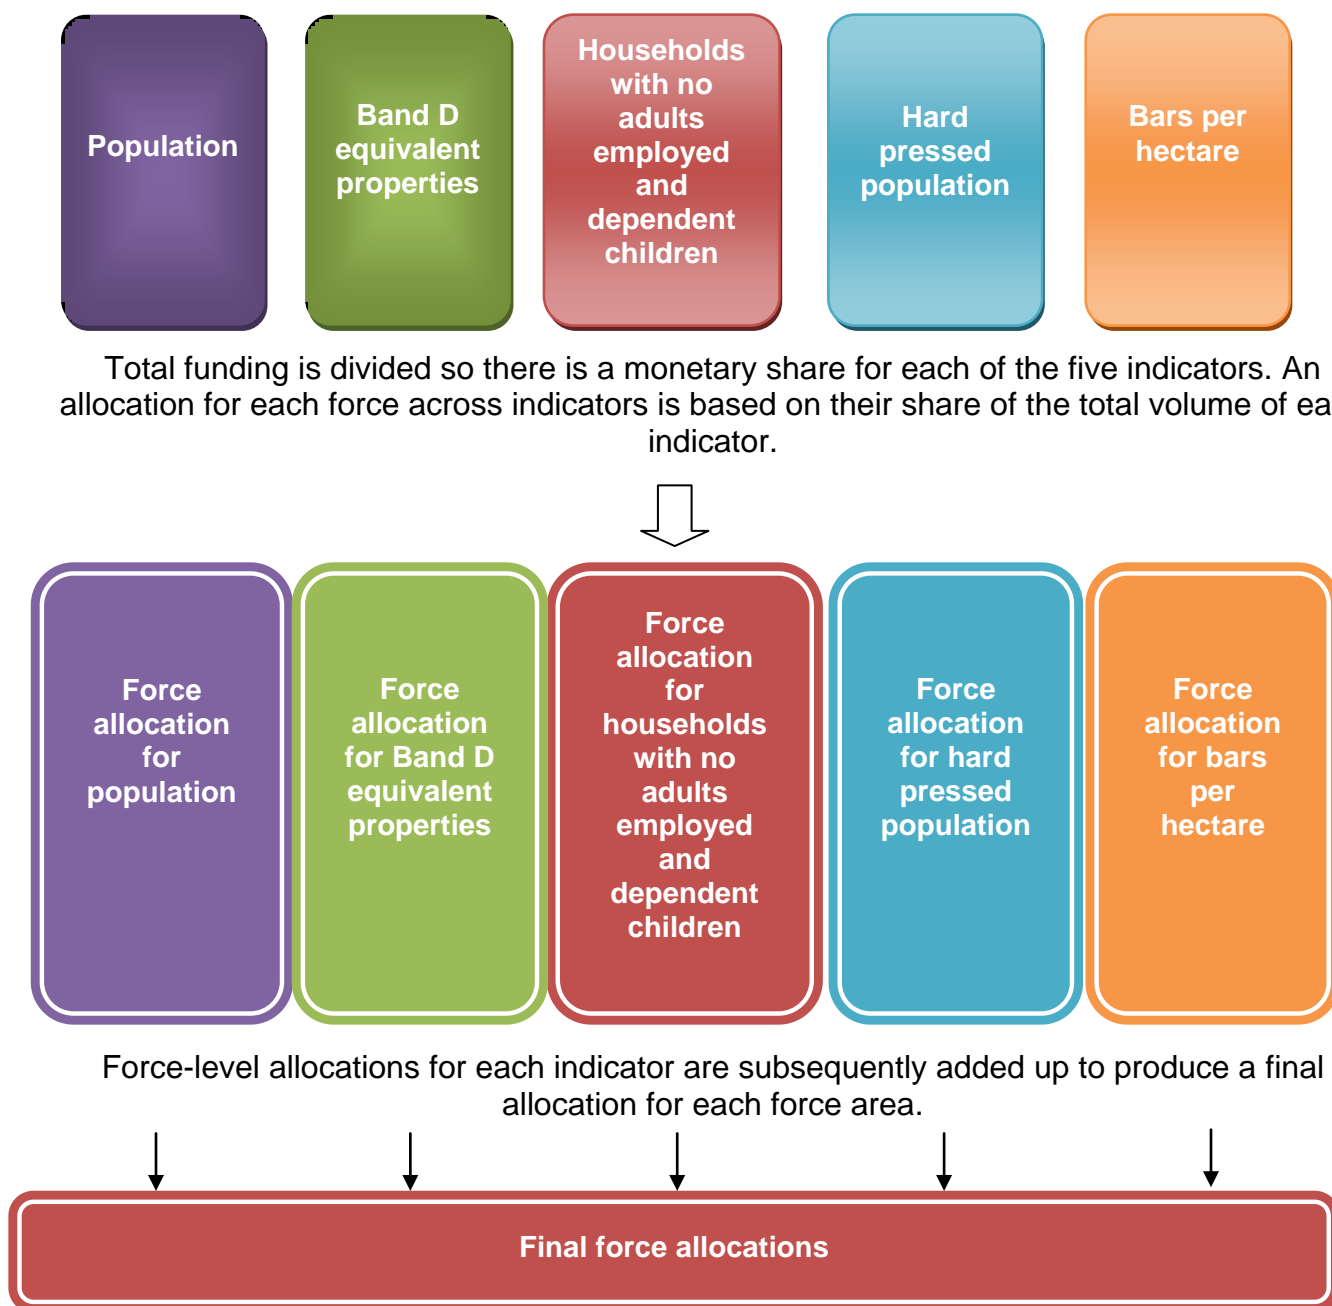 Population
Band D
equivalent
properties
Households
with no
adults
employed
and
dependent
children
Hard
pressed
population
Bars per
hectare
Total funding is divided so there is a monetary share for each of the five indicators. An
allocation for each force across indicators is based on their share of the total volume of ea
indicator.
Force
allocation
for
population
Force
allocation
for Band D
equivalent
properties
Force
allocation
for
households
with no
adults
employed
and
dependent
children
Force
allocation
for hard
pressed
population
Force
allocation
for bars
per
hectare
Force-level allocations for each indicator are subsequently added up to produce a final
allocation for each force area.
Final force allocations